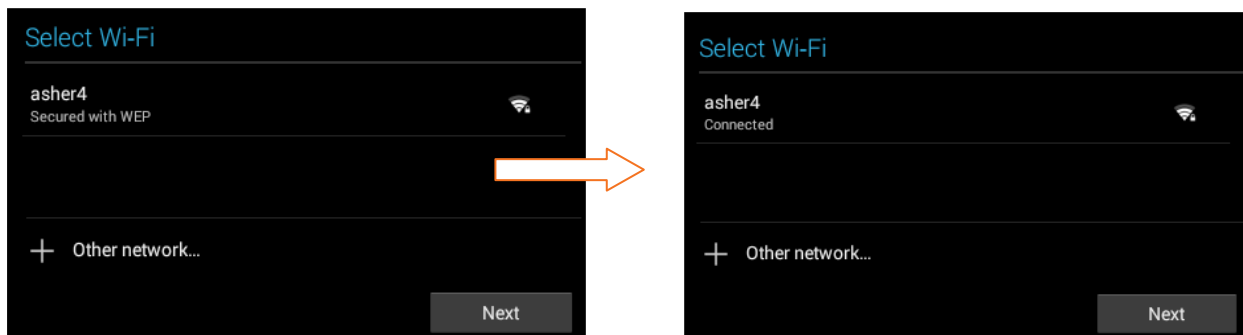 Select Wi-Fi
asher4
Secured with WEP
Other network...
Next
Select Wi-Fi
asher4
Connected
Other network...
Next